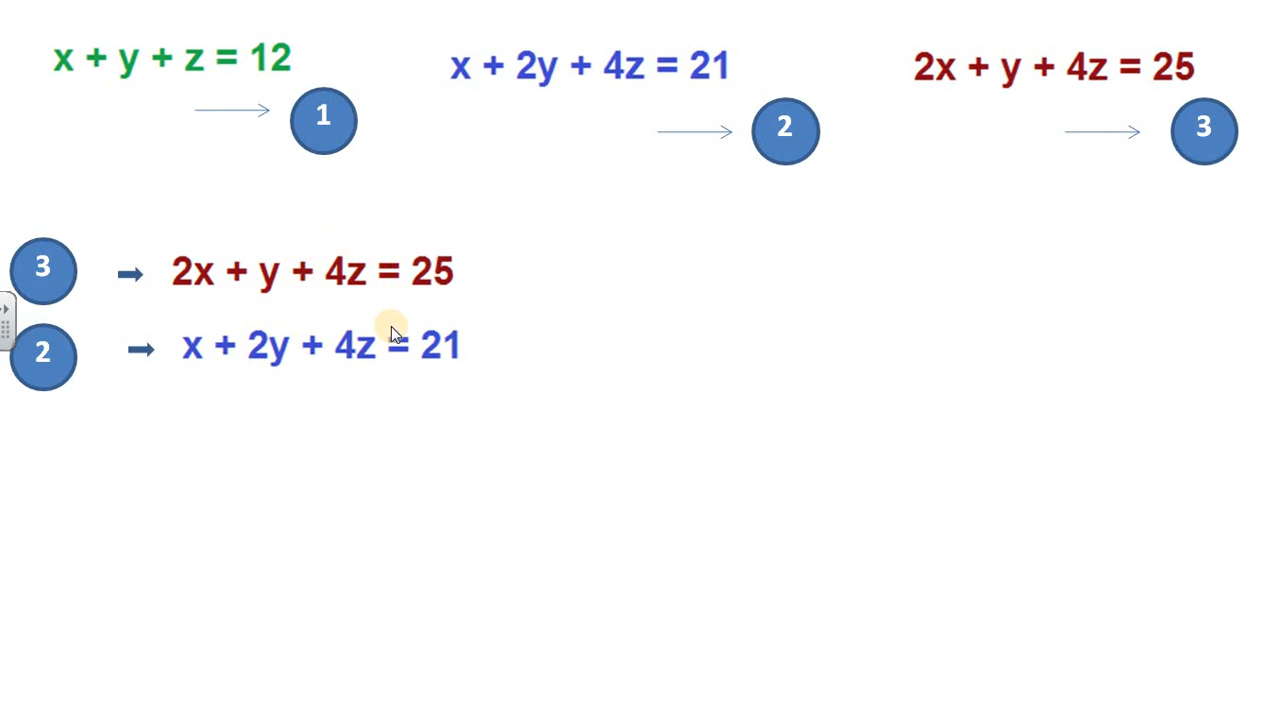 x + y + z = 12
1
x + 2y + 4z = 21
2
2x + y + 4z = 25
3
3 ➡ 2x + y + 4z = 25
2 ➡ x + 2y + 4z = 21